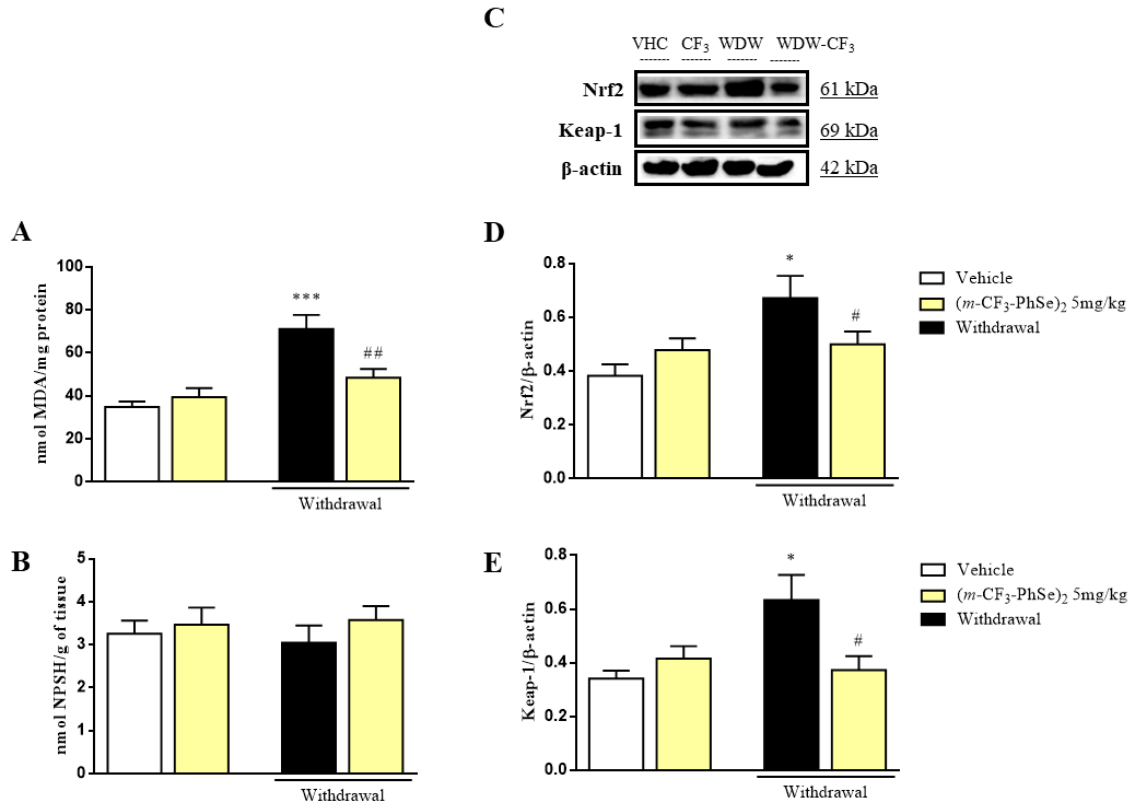 C
VHC CF₃ WDW WDW-CF₃
Nrf2 61 kDa
Keap-1 69 kDa
β-actin 42 kDa
A
nmol MDA/mg protein
100
80
60
40
20
0
***
##
Withdrawal
D
Nrf2/β-actin
0.8
0.6
0.4
0.2
0.0
*
#
Withdrawal
Vehicle
(m-CF₃-PhSe)₂ 5mg/kg
Withdrawal
B
nmol NPSH/g of tissue
5
4
3
2
1
0
Withdrawal
E
Keap-1/β-actin
0.8
0.6
0.4
0.2
0.0
*
#
Withdrawal
Vehicle
(m-CF₃-PhSe)₂ 5mg/kg
Withdrawal